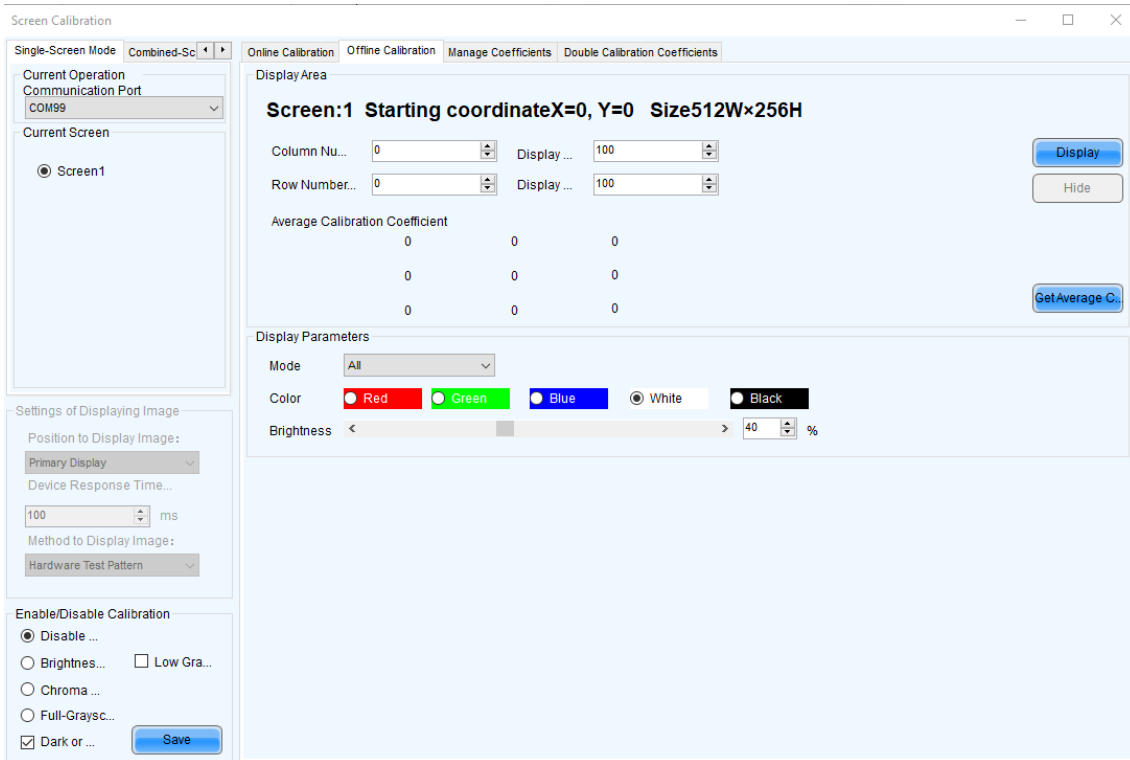 Screen Calibration
Single-Screen Mode Combined-Sc
Current Operation
Communication Port
COM99
Current Screen
Screen1
Settings of Displaying Image
Position to Display Image:
Primary Display
Device Response Time...
100 ms
Method to Display Image:
Hardware Test Pattern
Enable/Disable Calibration
Disable ...
Brightnes... Low Gra...
Chroma ...
Full-Graysc...
Dark or ... Save
Online Calibration Offline Calibration Manage Coefficients Double Calibration Coefficients
Display Area
Screen:1 Starting coordinateX=0, Y=0 Size512W×256H
Column Nu... 0 Display ... 100 Display
Row Number... 0 Display ... 100 Hide
Average Calibration Coefficient
0 0 0
0 0 0
0 0 0
Get Average C..
Display Parameters
Mode All
Color Red Green Blue White Black
Brightness < > 40 %